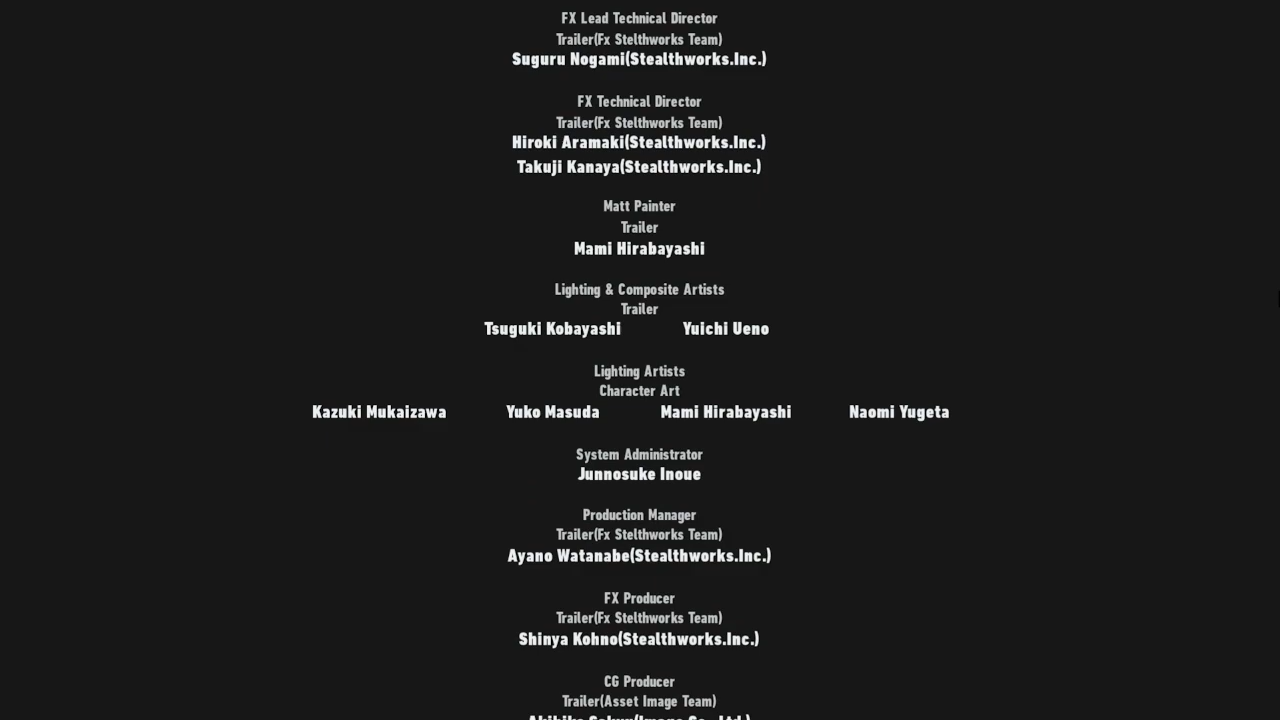 FX Lead Technical Director
Trailer(Fx Stelthworks Team)
Suguru Nogami(Stealthworks.Inc.)
FX Technical Director
Trailer(Fx Stelthworks Team)
Hiroki Aramaki(Stealthworks.Inc.)
Takuji Kanaya(Stealthworks.Inc.)
Matt Painter
Trailer
Mami Hirabayashi
Lighting & Composite Artists
Trailer
Tsuguki Kobayashi Yuichi Ueno
Lighting Artists
Character Art
Kazuki Mukaizawa Yuko Masuda Mami Hirabayashi Naomi Yugeta
System Administrator
Junnosuke Inoue
Production Manager
Trailer(Fx Stelthworks Team)
Ayano Watanabe(Stealthworks.Inc.)
FX Producer
Trailer(Fx Stelthworks Team)
Shinya Kohno(Stealthworks.Inc.)
CG Producer
Trailer(Asset Image Team)